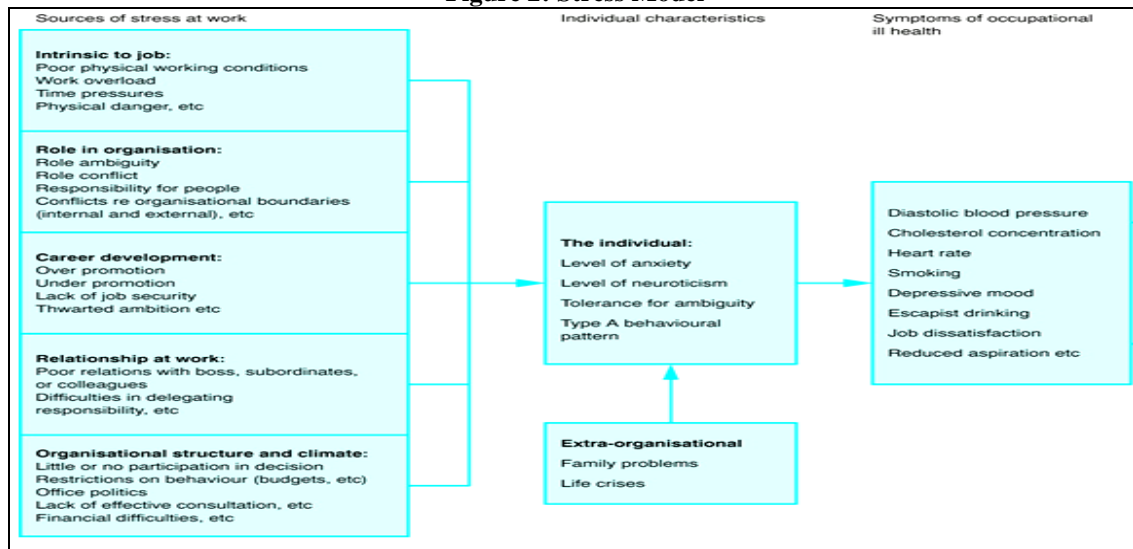 Figure 2: Stress Model
Sources of stress at work
Individual characteristics
Symptoms of occupational
ill health
Intrinsic to job:
Poor physical working conditions
Work overload
Time pressures
Physical danger, etc
Role in organisation:
Role ambiguity
Role conflict
Responsibility for people
Conflicts re organisational boundaries
(internal and external), etc
Career development:
Over promotion
Under promotion
Lack of job security
Thwarted ambition etc
Relationship at work:
Poor relations with boss, subordinates,
or colleagues
Difficulties in delegating
responsibility, etc
Organisational structure and climate:
Little or no participation in decision
Restrictions on behaviour (budgets, etc)
Office politics
Lack of effective consultation, etc
Financial difficulties, etc
The individual:
Level of anxiety
Level of neuroticism
Tolerance for ambiguity
Type A behavioural
pattern
Extra-organisational
Family problems
Life crises
Diastolic blood pressure
Cholesterol concentration
Heart rate
Smoking
Depressive mood
Escapist drinking
Job dissatisfaction
Reduced aspiration etc